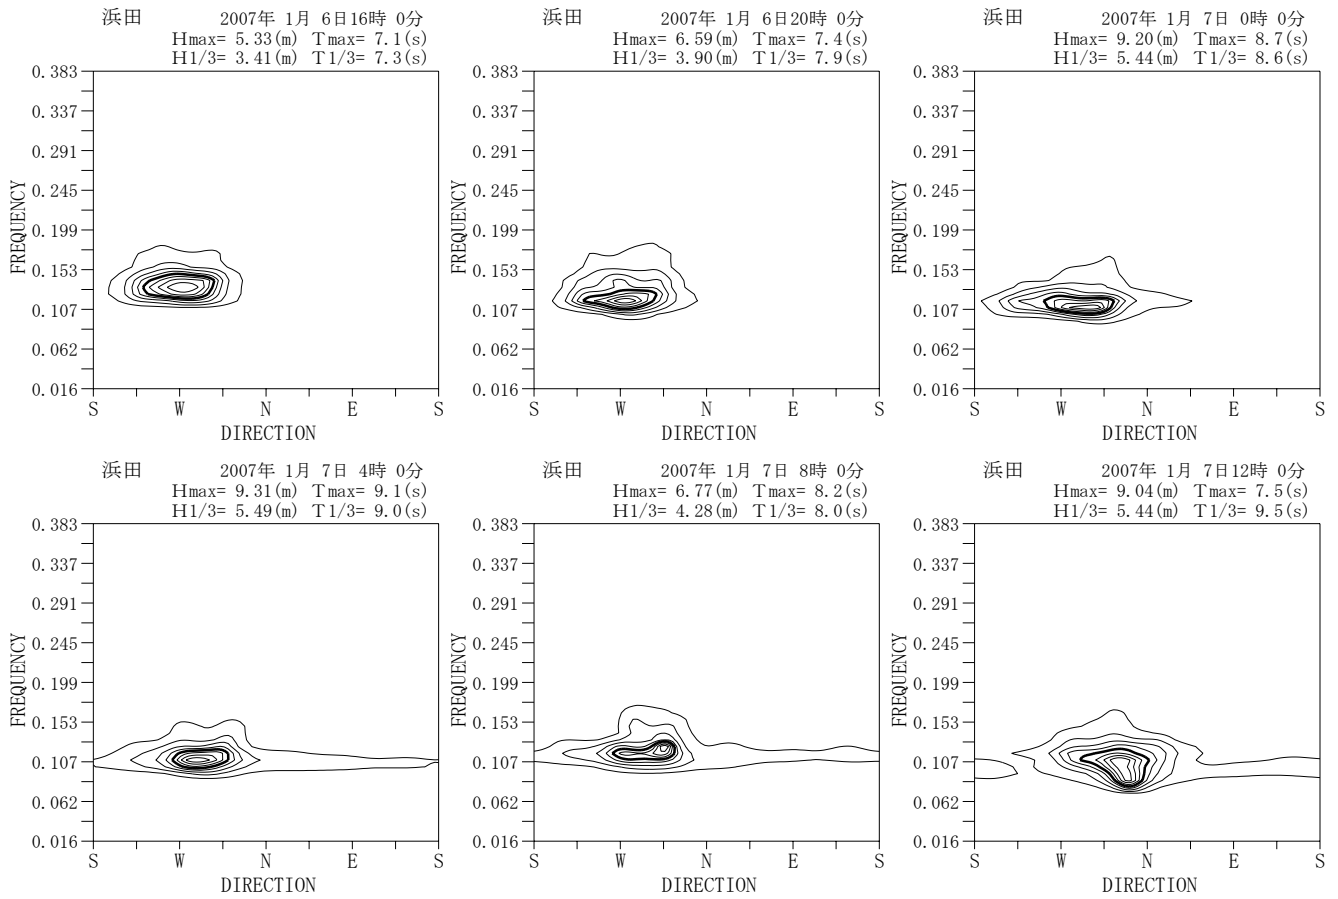 浜田 2007年 1月 6日16時 0分
Hmax= 5.33(m) Tmax= 7.1(s)
H1/3= 3.41(m) T1/3= 7.3(s)
0.383
0.337
0.291
0.245
0.199
0.153
0.107
0.062
0.016
FREQUENCY
S W N E S
DIRECTION
浜田 2007年 1月 6日20時 0分
Hmax= 6.59(m) Tmax= 7.4(s)
H1/3= 3.90(m) T1/3= 7.9(s)
0.383
0.337
0.291
0.245
0.199
0.153
0.107
0.062
0.016
FREQUENCY
S W N E S
DIRECTION
浜田 2007年 1月 7日 0時 0分
Hmax= 9.20(m) Tmax= 8.7(s)
H1/3= 5.44(m) T1/3= 8.6(s)
0.383
0.337
0.291
0.245
0.199
0.153
0.107
0.062
0.016
FREQUENCY
S W N E S
DIRECTION
浜田 2007年 1月 7日 4時 0分
Hmax= 9.31(m) Tmax= 9.1(s)
H1/3= 5.49(m) T1/3= 9.0(s)
0.383
0.337
0.291
0.245
0.199
0.153
0.107
0.062
0.016
FREQUENCY
S W N E S
DIRECTION
浜田 2007年 1月 7日 8時 0分
Hmax= 6.77(m) Tmax= 8.2(s)
H1/3= 4.28(m) T1/3= 8.0(s)
0.383
0.337
0.291
0.245
0.199
0.153
0.107
0.062
0.016
FREQUENCY
S W N E S
DIRECTION
浜田 2007年 1月 7日12時 0分
Hmax= 9.04(m) Tmax= 7.5(s)
H1/3= 5.44(m) T1/3= 9.5(s)
0.383
0.337
0.291
0.245
0.199
0.153
0.107
0.062
0.016
FREQUENCY
S W N E S
DIRECTION